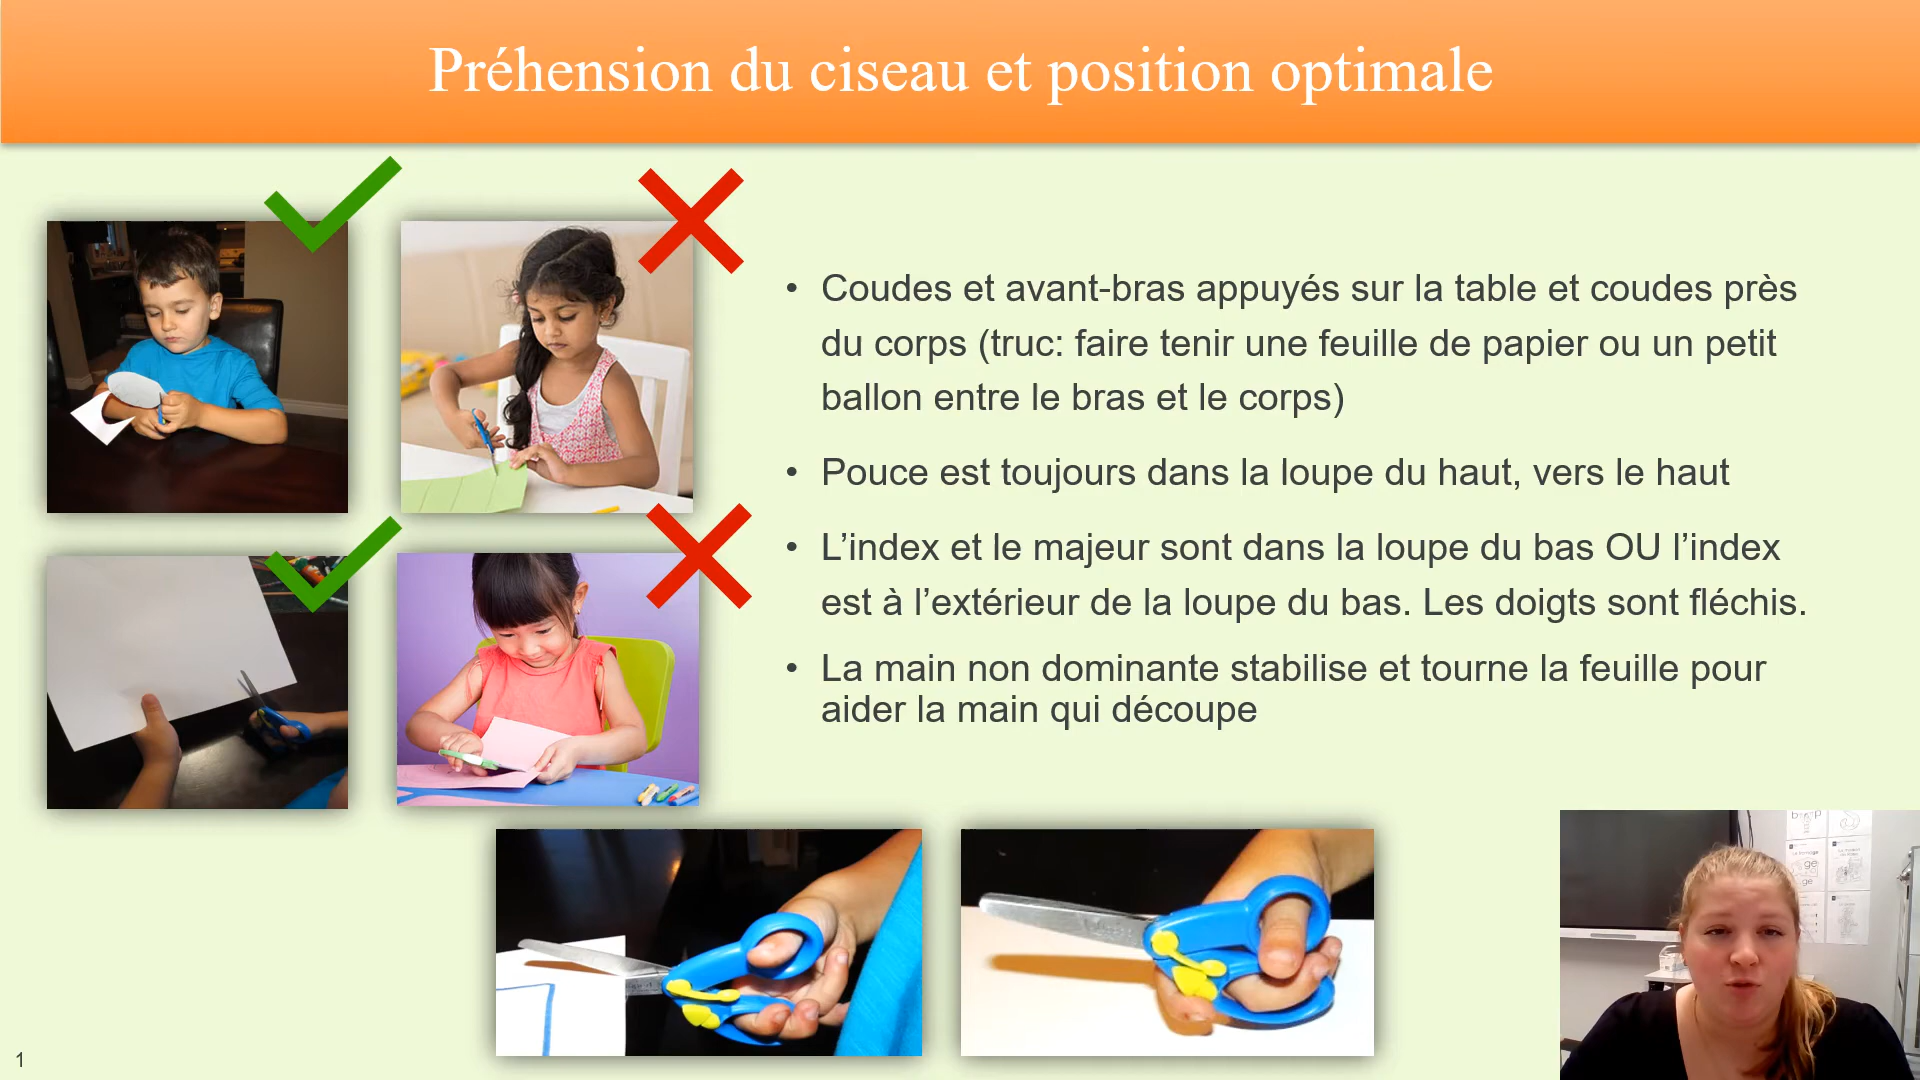 Préhension du ciseau et position optimale
• Coudes et avant-bras appuyés sur la table et coudes près
du corps (truc: faire tenir une feuille de papier ou un petit
ballon entre le bras et le corps)
• Pouce est toujours dans la loupe du haut, vers le haut
• L’index et le majeur sont dans la loupe du bas OU l’index
est à l’extérieur de la loupe du bas. Les doigts sont fléchis.
• La main non dominante stabilise et tourne la feuille pour
aider la main qui découpe
ge
ge
1